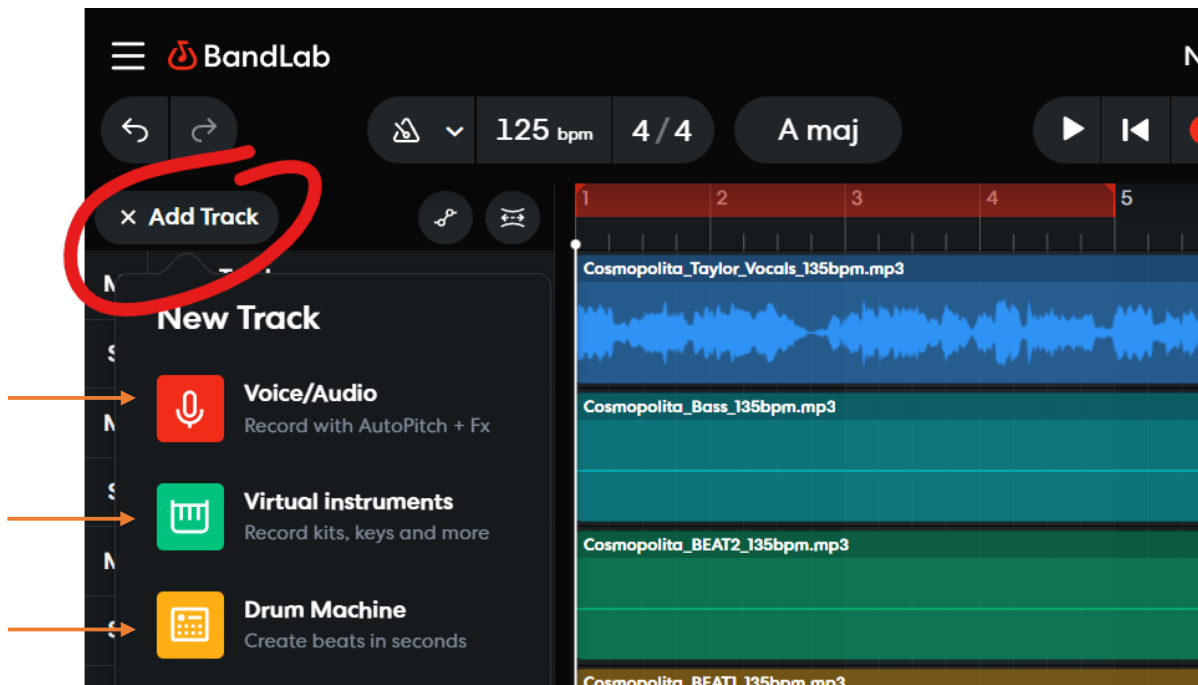 BandLab
N
125 bpm
4/4
A maj
× Add Track
1 2 3 4 5
Cosmopolita_Taylor_Vocals_135bpm.mp3
New Track
Voice/Audio
Record with AutoPitch + Fx
Cosmopolita_Bass_135bpm.mp3
Virtual instruments
Record kits, keys and more
Cosmopolita_BEAT2_135bpm.mp3
Drum Machine
Create beats in seconds
Cosmopolita_BEAT1_135bpm.mp3